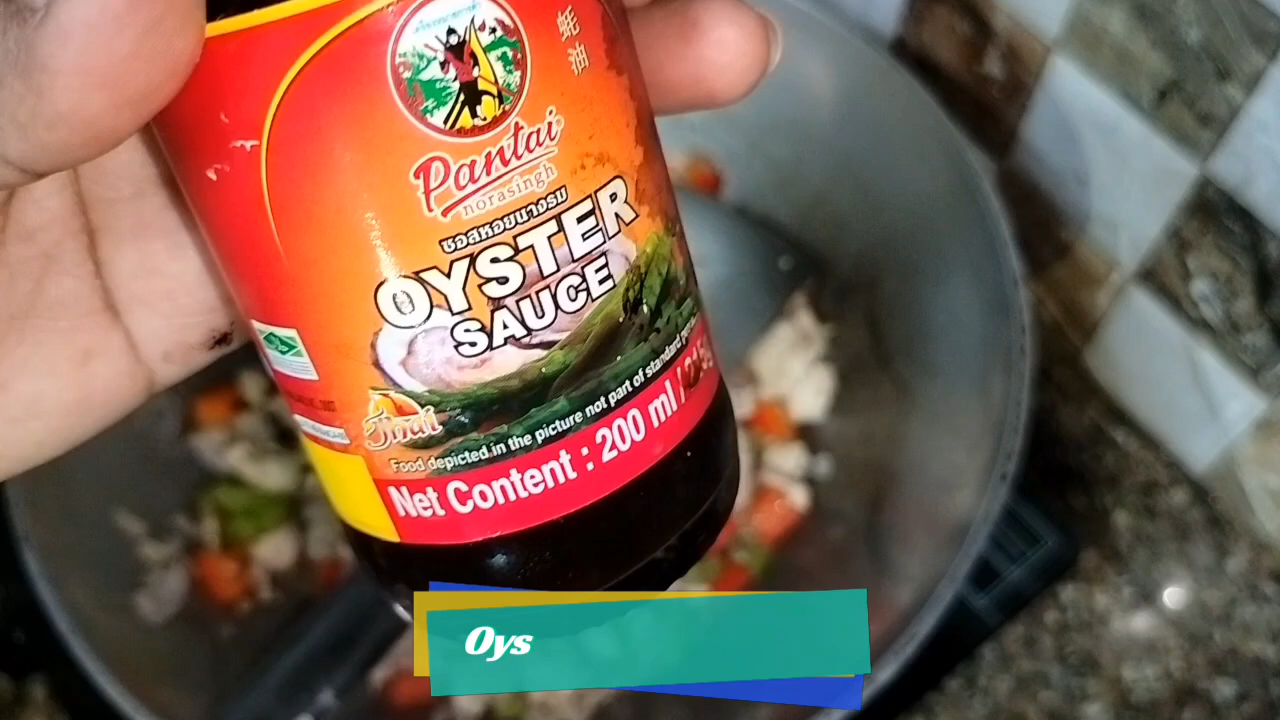 蚝油
Pantai
norasingh
ซอสหอยนางรม
OYSTER
SAUCE
Thai
Food depicted in the picture not part of standard
Net Content : 200 ml /
Oys